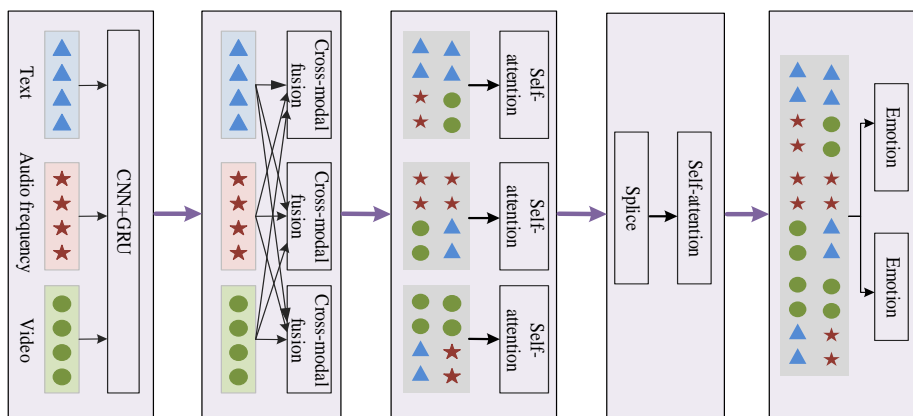 Text
Audio frequency
Video
CNN+GRU
Cross-modal
fusion
Cross-modal
fusion
Cross-modal
fusion
Self-
attention
Self-
attention
Self-
attention
Splice
Self-attention
Emotion
Emotion